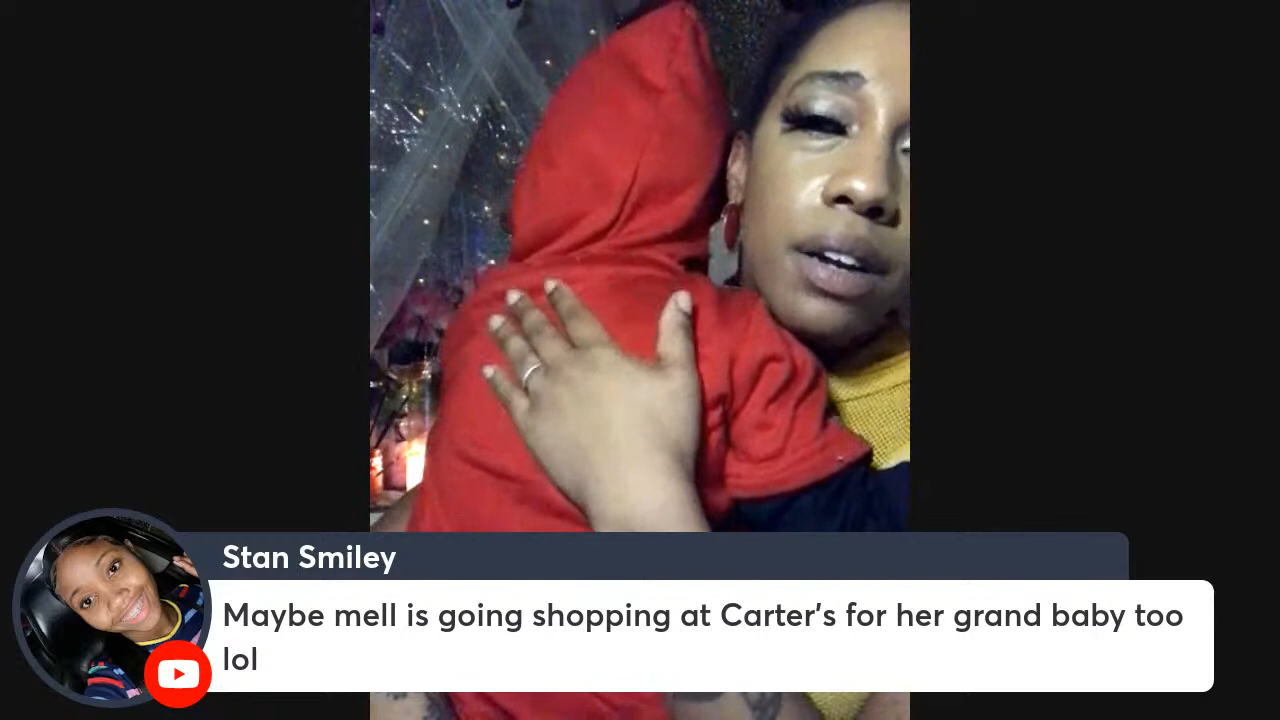 Stan Smiley
Maybe mell is going shopping at Carter's for her grand baby too
lol